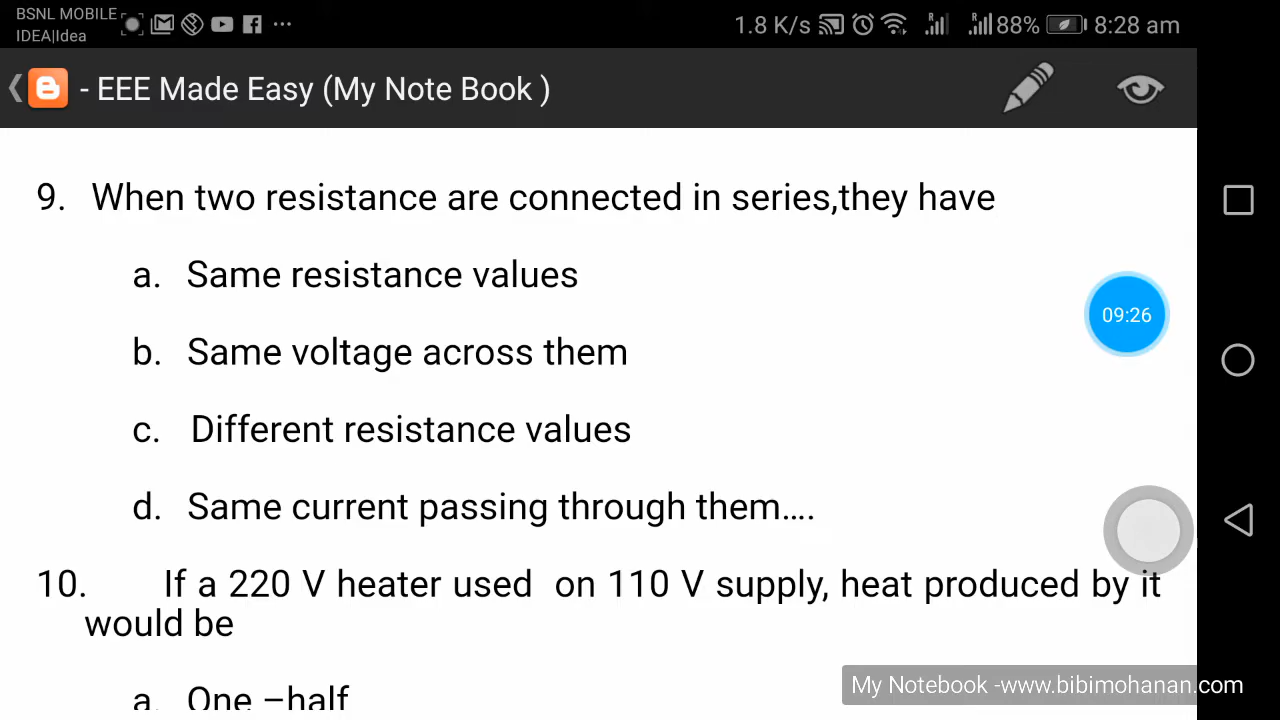 BSNL MOBILE
IDEA|Idea
1.8 K/s
88%
8:28 am
- EEE Made Easy (My Note Book )
9. When two resistance are connected in series,they have
a. Same resistance values
09:26
b. Same voltage across them
c. Different resistance values
d. Same current passing through them....
10. If a 220 V heater used on 110 V supply, heat produced by it
would be
a. One –half
My Notebook -www.bibimohanan.com